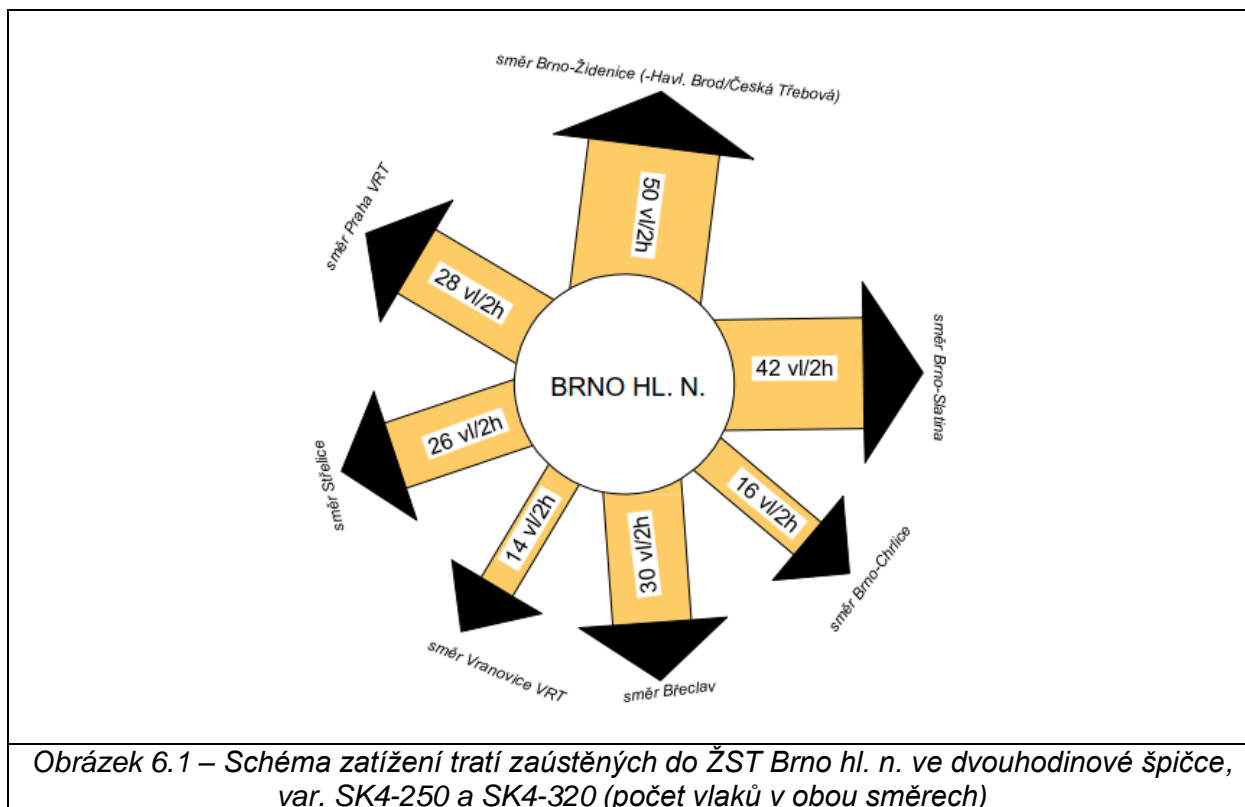 směr Brno-Židenice (-Havl. Brod/Česká Třebová)
50 vl/2h
směr Praha VRT
28 vl/2h
směr Brno-Slatina
42 vl/2h
BRNO HL. N.
směr Střelice
26 vl/2h
16 vl/2h
směr Brno-Chrlice
14 vl/2h
směr Vranovice VRT
30 vl/2h
směr Břeclav
Obrázek 6.1 – Schéma zatížení tratí zaústěných do ŽST Brno hl. n. ve dvouhodinové špičce,
var. SK4-250 a SK4-320 (počet vlaků v obou směrech)